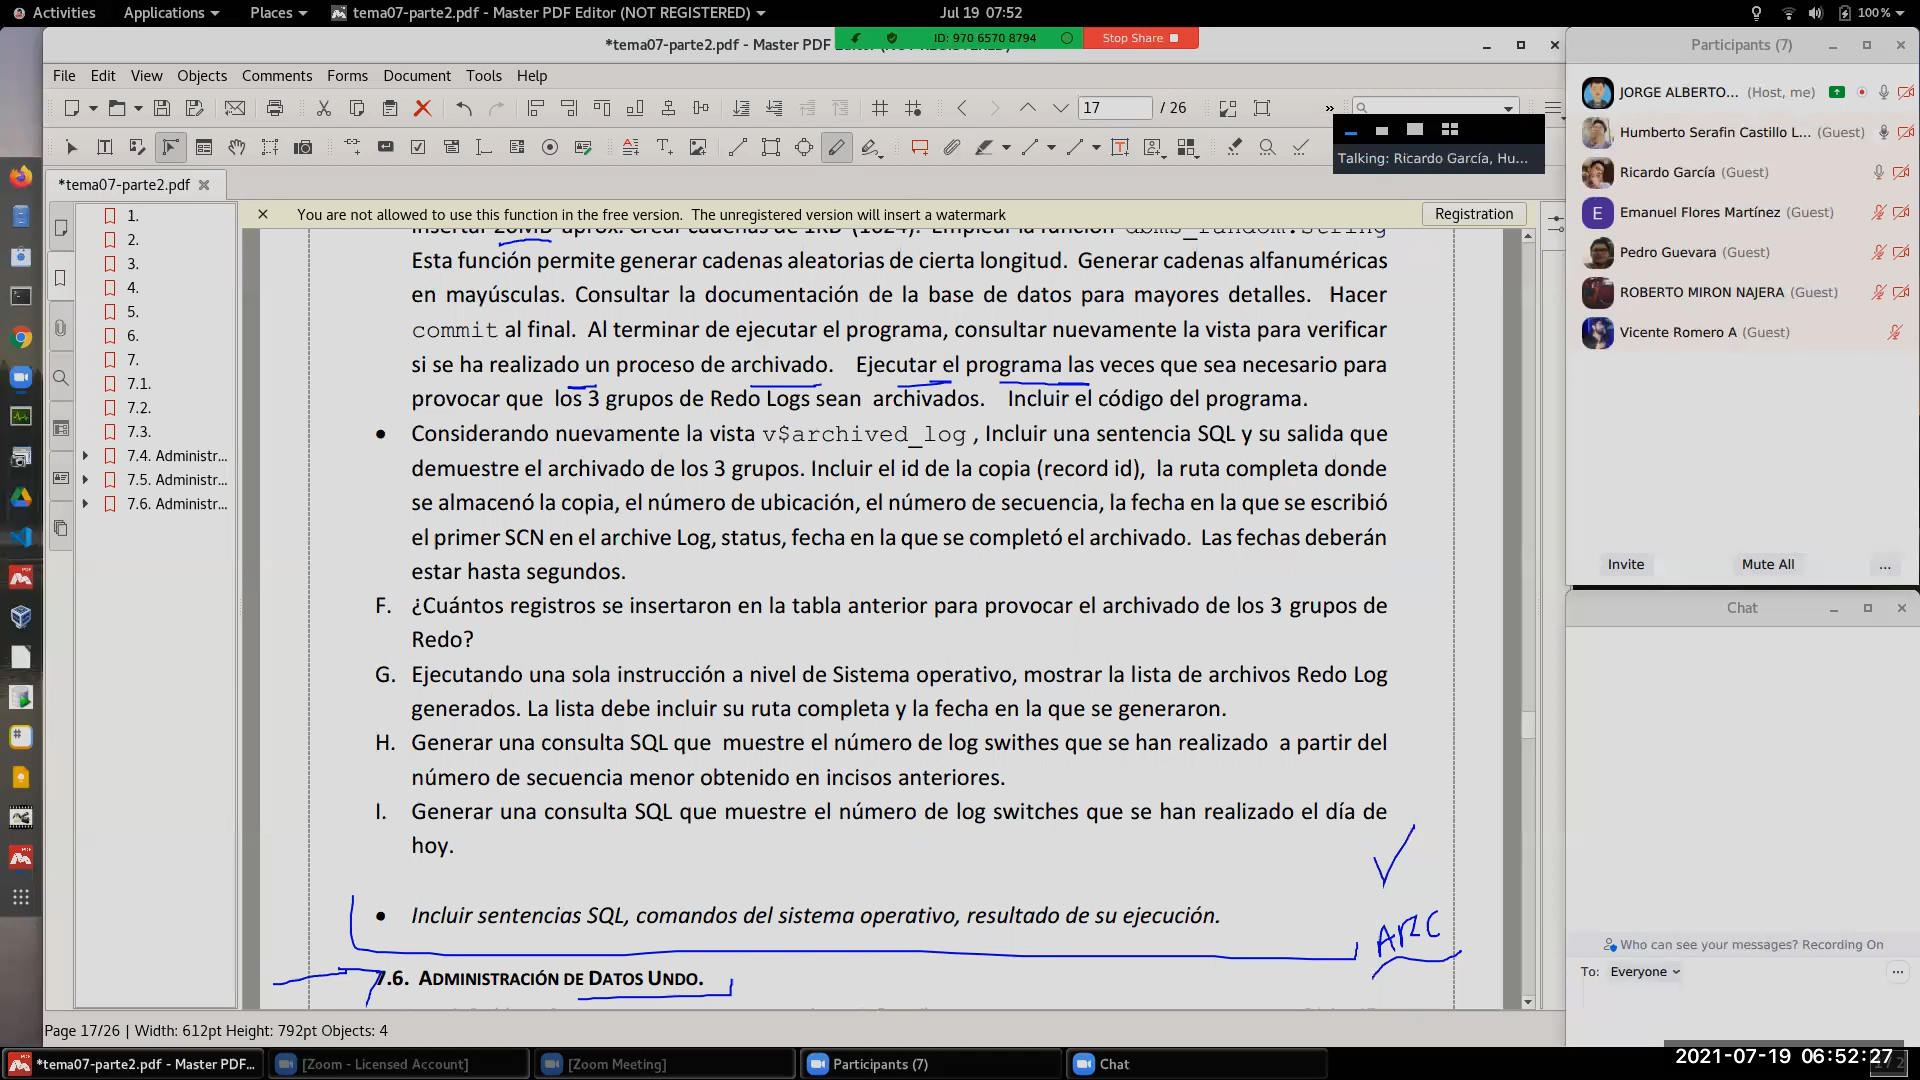 Activities Applications Places tema07-parte2.pdf - Master PDF Editor (NOT REGISTERED) Jul 19 07:52 100%
*tema07-parte2.pdf - Master PDF
ID: 970 6570 8794 Stop Share
File Edit View Objects Comments Forms Document Tools Help
17 / 26
Talking: Ricardo García, Hu...
*tema07-parte2.pdf
You are not allowed to use this function in the free version. The unregistered version will insert a watermark Registration
1.
2.
3.
4.
5.
6.
7.
7.1.
7.2.
7.3.
7.4. Administr...
7.5. Administr...
7.6. Administr...
Esta función permite generar cadenas aleatorias de cierta longitud. Generar cadenas alfanuméricas
en mayúsculas. Consultar la documentación de la base de datos para mayores detalles. Hacer
commit al final. Al terminar de ejecutar el programa, consultar nuevamente la vista para verificar
si se ha realizado un proceso de archivado. Ejecutar el programa las veces que sea necesario para
provocar que los 3 grupos de Redo Logs sean archivados. Incluir el código del programa.
• Considerando nuevamente la vista v$archived_log , Incluir una sentencia SQL y su salida que
demuestre el archivado de los 3 grupos. Incluir el id de la copia (record id), la ruta completa donde
se almacenó la copia, el número de ubicación, el número de secuencia, la fecha en la que se escribió
el primer SCN en el archive Log, status, fecha en la que se completó el archivado. Las fechas deberán
estar hasta segundos.
F. ¿Cuántos registros se insertaron en la tabla anterior para provocar el archivado de los 3 grupos de
Redo?
G. Ejecutando una sola instrucción a nivel de Sistema operativo, mostrar la lista de archivos Redo Log
generados. La lista debe incluir su ruta completa y la fecha en la que se generaron.
H. Generar una consulta SQL que muestre el número de log swithes que se han realizado a partir del
número de secuencia menor obtenido en incisos anteriores.
I. Generar una consulta SQL que muestre el número de log switches que se han realizado el día de
hoy.
• Incluir sentencias SQL, comandos del sistema operativo, resultado de su ejecución.
ARC
7.6. ADMINISTRACIÓN DE DATOS UNDO.
Page 17/26 | Width: 612pt Height: 792pt Objects: 4
Participants (7)
JORGE ALBERTO... (Host, me)
Humberto Serafin Castillo L... (Guest)
Ricardo García (Guest)
E Emanuel Flores Martínez (Guest)
Pedro Guevara (Guest)
ROBERTO MIRON NAJERA (Guest)
Vicente Romero A (Guest)
Invite Mute All ...
Chat
Who can see your messages? Recording On
To: Everyone
*tema07-parte2.pdf - Master PDF... [Zoom - Licensed Account] [Zoom Meeting] Participants (7) Chat
2021-07-19 06:52:27